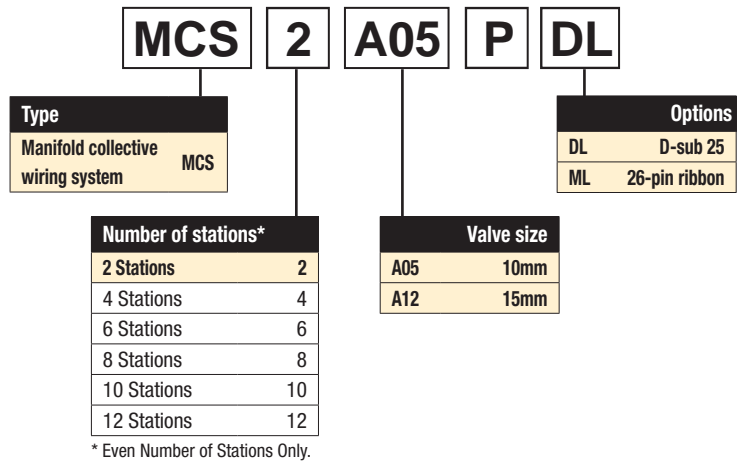 MCS 2 A05 P DL
Type
Manifold collective
wiring system MCS
Options
DL D-sub 25
ML 26-pin ribbon
Number of stations*
2 Stations 2
4 Stations 4
6 Stations 6
8 Stations 8
10 Stations 10
12 Stations 12
* Even Number of Stations Only.
Valve size
A05 10mm
A12 15mm